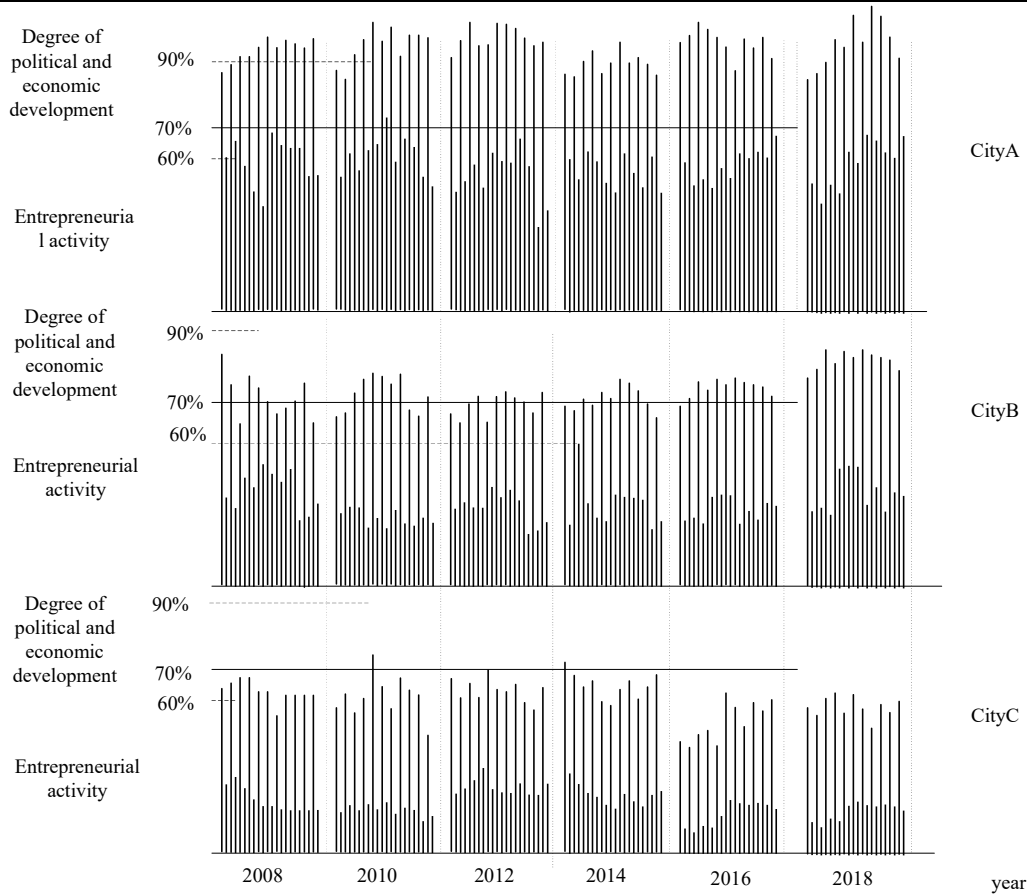 Degree of
political and
economic
development
90%
70%
60%
Entrepreneuria
l activity
CityA
Degree of
political and
economic
development
90%
70%
60%
Entrepreneurial
activity
CityB
Degree of
political and
economic
development
90%
70%
60%
Entrepreneurial
activity
CityC
2008
2010
2012
2014
2016
2018
year